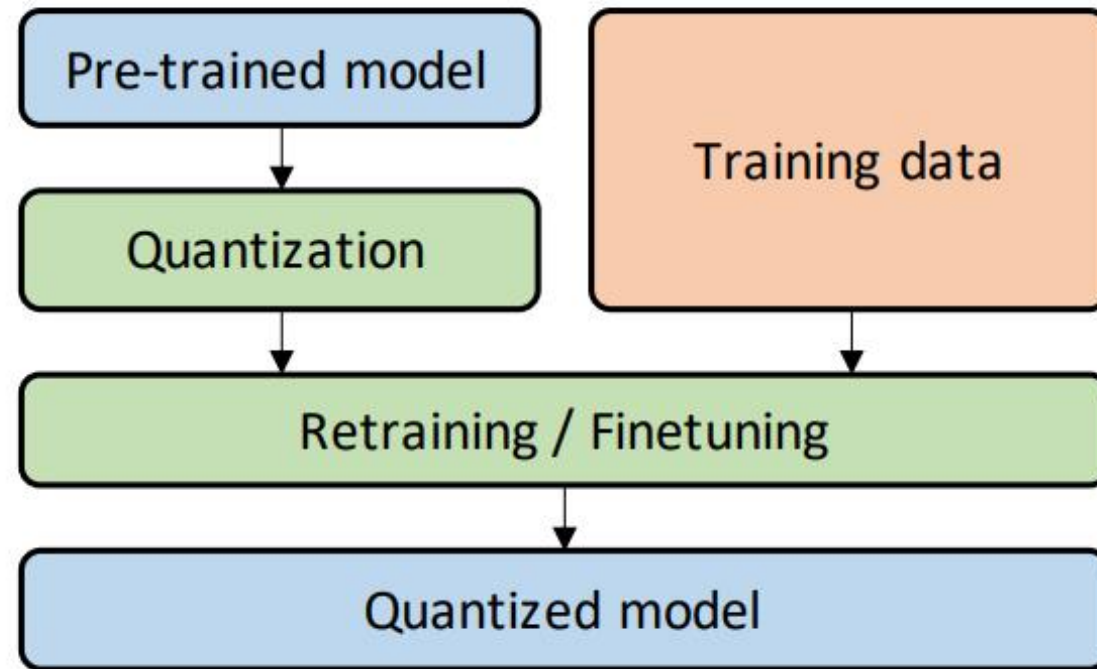 Pre-trained model
Training data
Quantization
Retraining / Finetuning
Quantized model